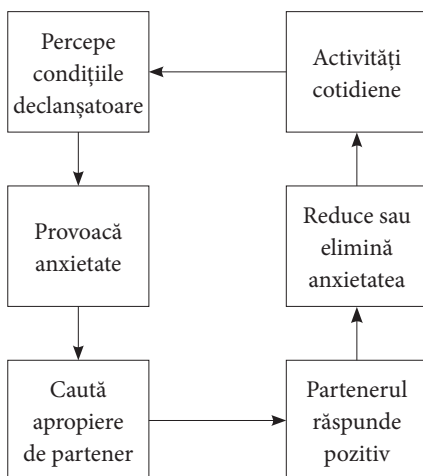 Percepe
condițiile
declanșatoare
Activități
cotidiene
Provoacă
anxietate
Reduce sau
elimină
anxietatea
Caută
apropiere
de partener
Partenerul
răspunde
pozitiv